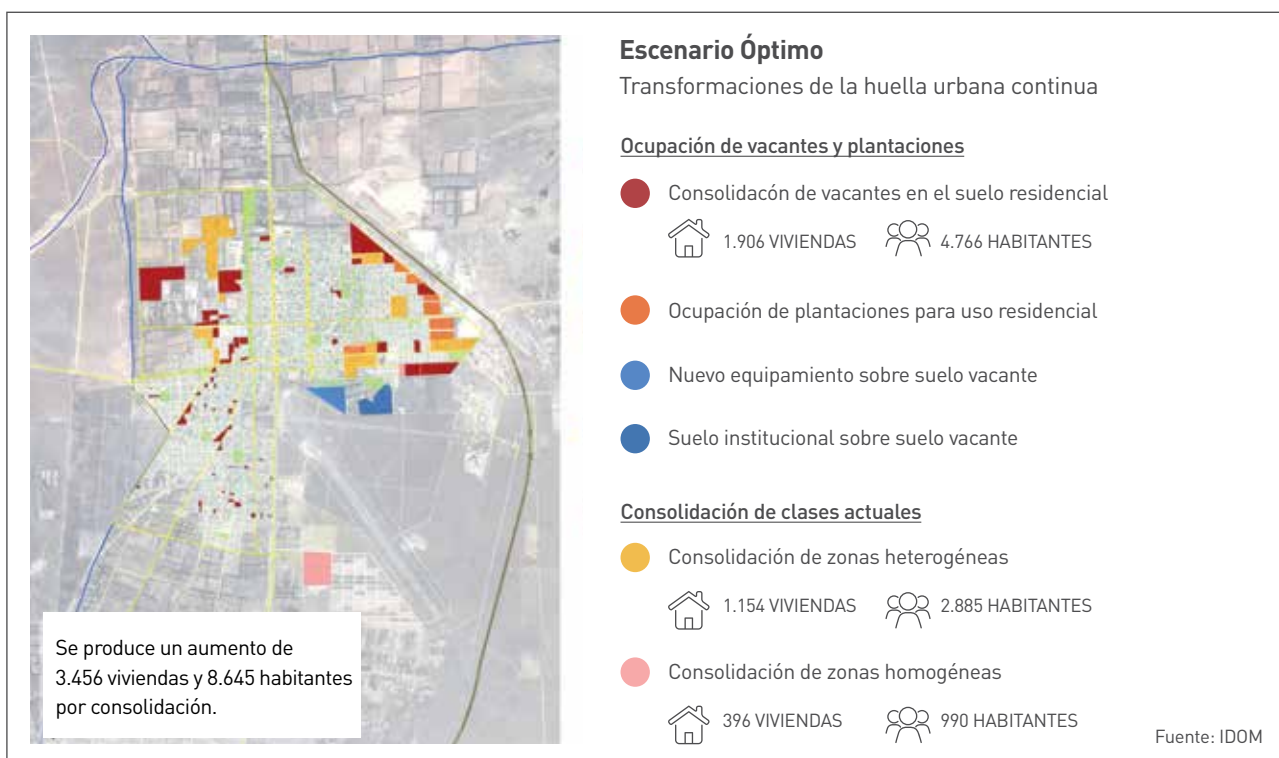 Escenario Óptimo
Transformaciones de la huella urbana continua
Ocupación de vacantes y plantaciones
Consolidacón de vacantes en el suelo residencial
1.906 VIVIENDAS 4.766 HABITANTES
Ocupación de plantaciones para uso residencial
Nuevo equipamiento sobre suelo vacante
Suelo institucional sobre suelo vacante
Consolidación de clases actuales
Consolidación de zonas heterogéneas
1.154 VIVIENDAS 2.885 HABITANTES
Consolidación de zonas homogéneas
396 VIVIENDAS 990 HABITANTES
Se produce un aumento de
3.456 viviendas y 8.645 habitantes
por consolidación.
Fuente: IDOM